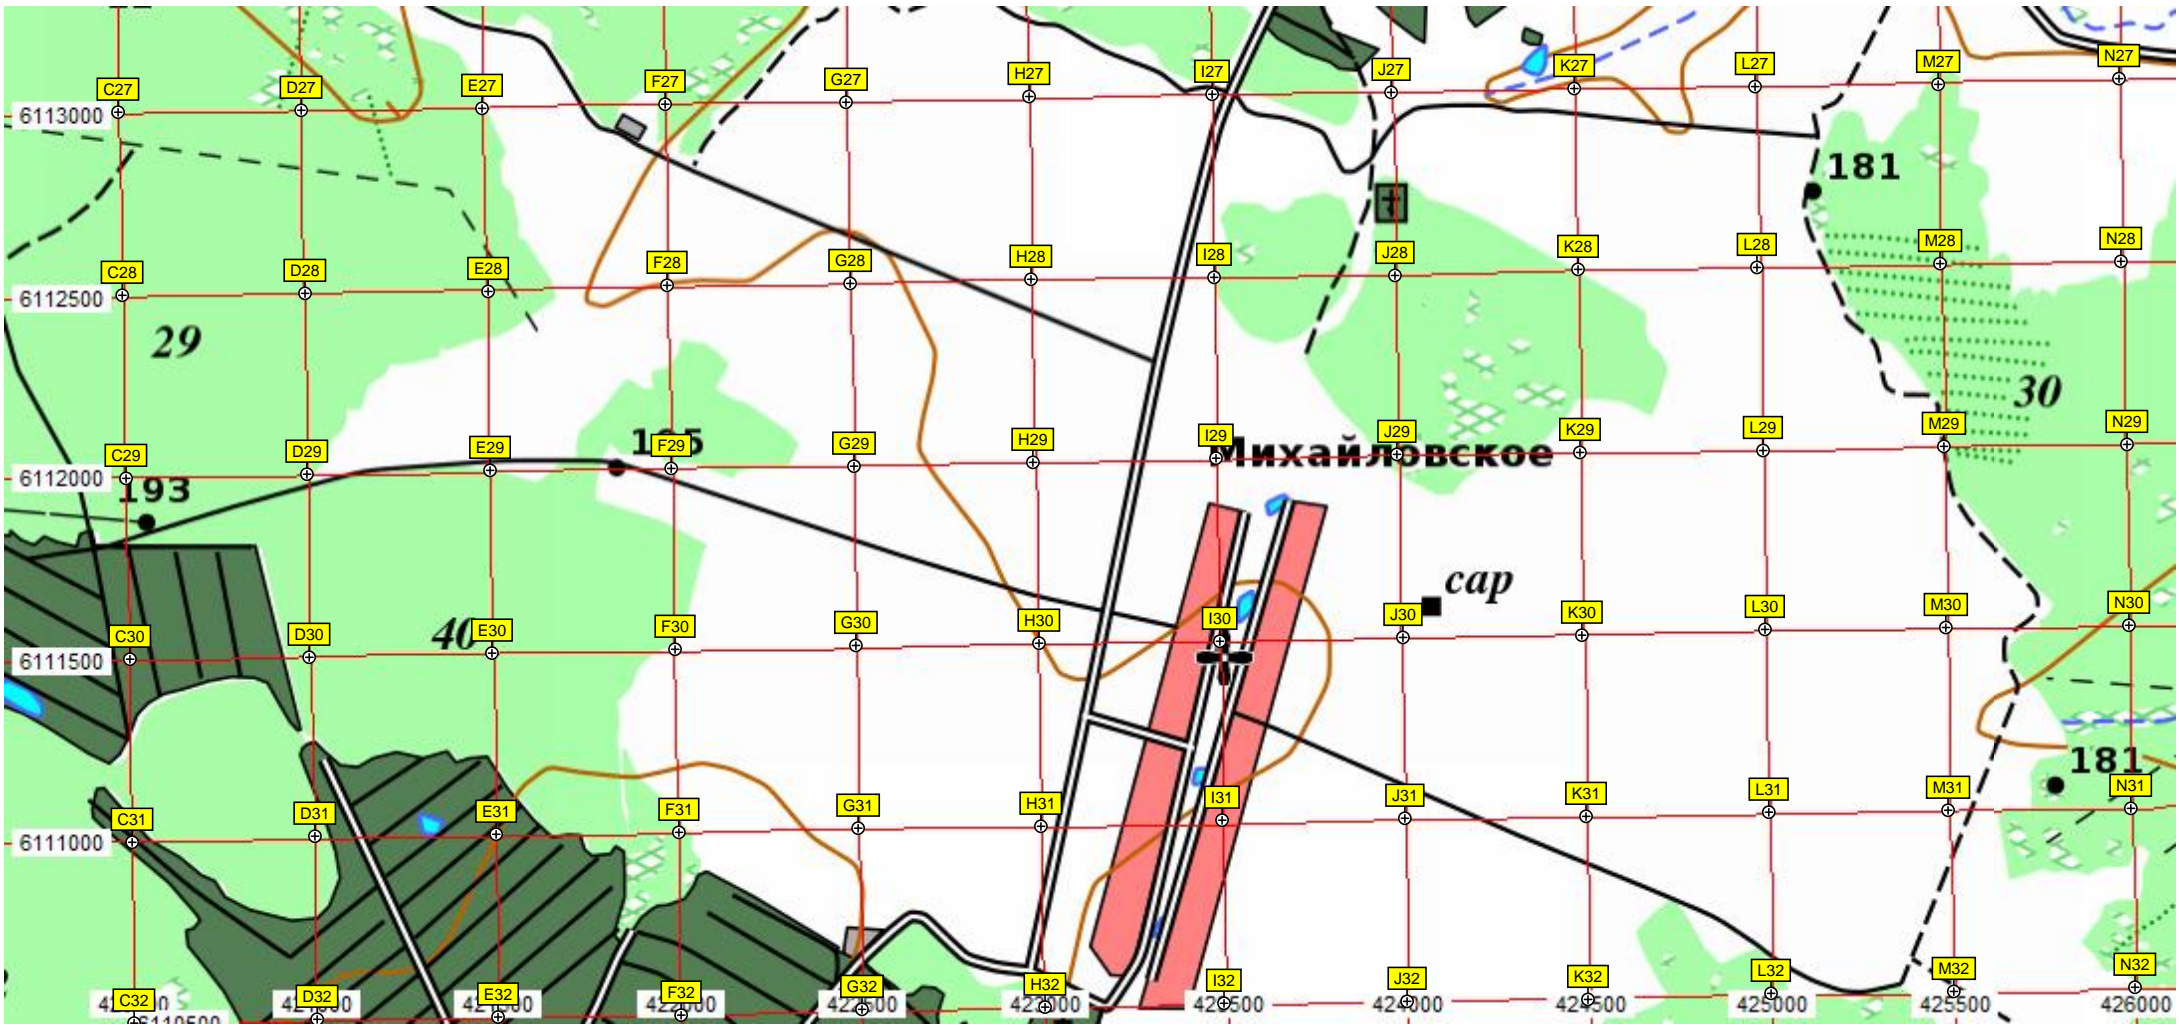 C27 D27 E27 F27 G27 H27 I27 J27 K27 L27 M27 N27
6113000
181
C28 D28 E28 F28 G28 H28 I28 J28 K28 L28 M28 N28
6112500
29
30
C29 D29 E29 F29 G29 H29 I29 J29 K29 L29 M29 N29
Михайловское
6112000
193
сар
C30 D30 E30 F30 G30 H30 I30 J30 K30 L30 M30 N30
40
6111500
181
C31 D31 E31 F31 G31 H31 I31 J31 K31 L31 M31 N31
6111000
C32 D32 E32 F32 G32 H32 I32 J32 K32 L32 M32 N32
423000 423500 424000 424500 425000 425500 426000
6110500